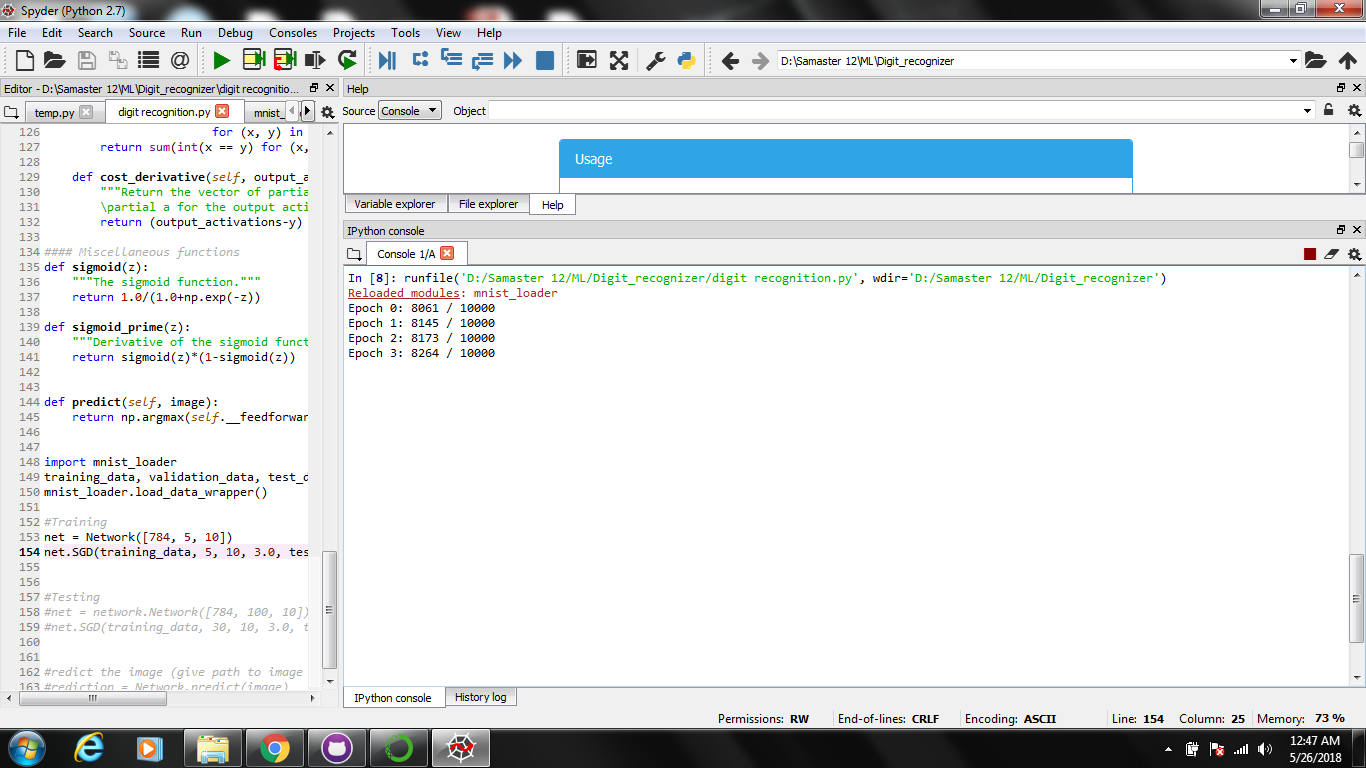 Spyder (Python 2.7)
File Edit Search Source Run Debug Consoles Projects Tools View Help
D:\Samaster 12\ML\Digit_recognizer
Editor - D:\Samaster 12\ML\Digit_recognizer\digit recognitio...
temp.py digit recognition.py mnist_
126 for (x, y) in
127 return sum(int(x == y) for (x,
128
129 def cost_derivative(self, output_a
130 """Return the vector of partia
131 \partial a for the output acti
132 return (output_activations-y)
133
134 #### Miscellaneous functions
135 def sigmoid(z):
136 """The sigmoid function."""
137 return 1.0/(1.0+np.exp(-z))
138
139 def sigmoid_prime(z):
140 """Derivative of the sigmoid funct
141 return sigmoid(z)*(1-sigmoid(z))
142
143
144 def predict(self, image):
145 return np.argmax(self.__feedforwar
146
147
148 import mnist_loader
149 training_data, validation_data, test_d
150 mnist_loader.load_data_wrapper()
151
152 #Training
153 net = Network([784, 5, 10])
154 net.SGD(training_data, 5, 10, 3.0, tes
155
156
157 #Testing
158 #net = network.Network([784, 100, 10])
159 #net.SGD(training_data, 30, 10, 3.0, t
160
161
162 #redict the image (give path to image
163 #rediction = Network.predict(image)
Help
Source Console Object
Usage
Variable explorer File explorer Help
IPython console
Console 1/A
In [8]: runfile('D:/Samaster 12/ML/Digit_recognizer/digit recognition.py', wdir='D:/Samaster 12/ML/Digit_recognizer')
Reloaded modules: mnist_loader
Epoch 0: 8061 / 10000
Epoch 1: 8145 / 10000
Epoch 2: 8173 / 10000
Epoch 3: 8264 / 10000
IPython console History log
Permissions: RW End-of-lines: CRLF Encoding: ASCII Line: 154 Column: 25 Memory: 73 %
12:47 AM
5/26/2018